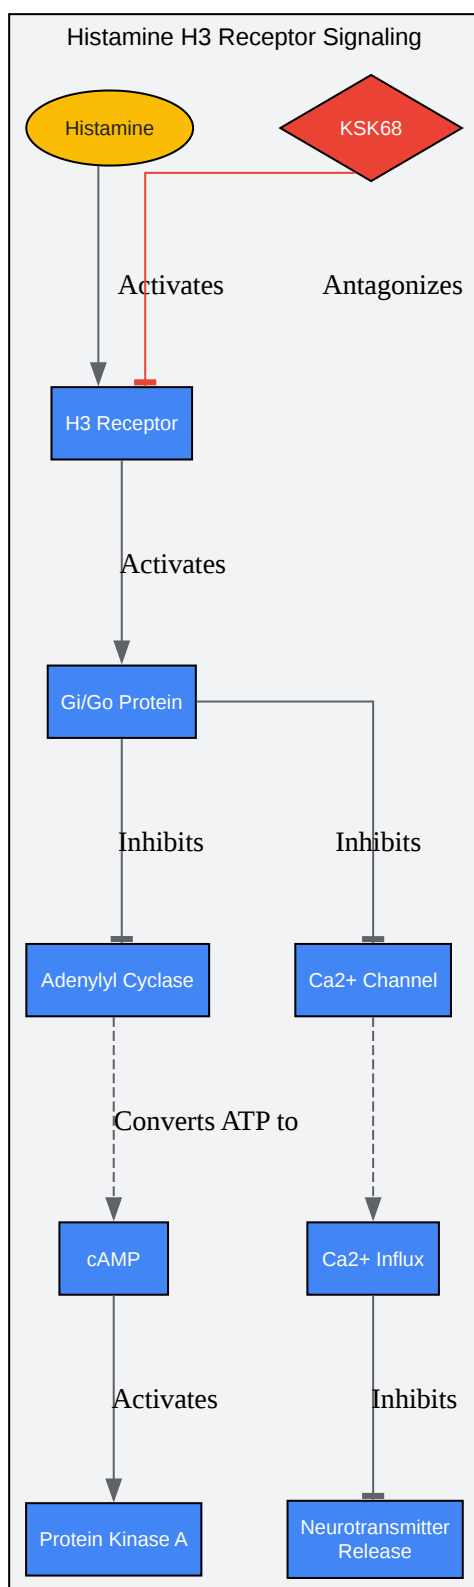 Histamine H3 Receptor Signaling
Histamine
KSK68
Activates
Antagonizes
H3 Receptor
Activates
Gi/Go Protein
Inhibits
Inhibits
Adenylyl Cyclase
Ca2+ Channel
Converts ATP to
cAMP
Ca2+ Influx
Activates
Inhibits
Protein Kinase A
Neurotransmitter
Release